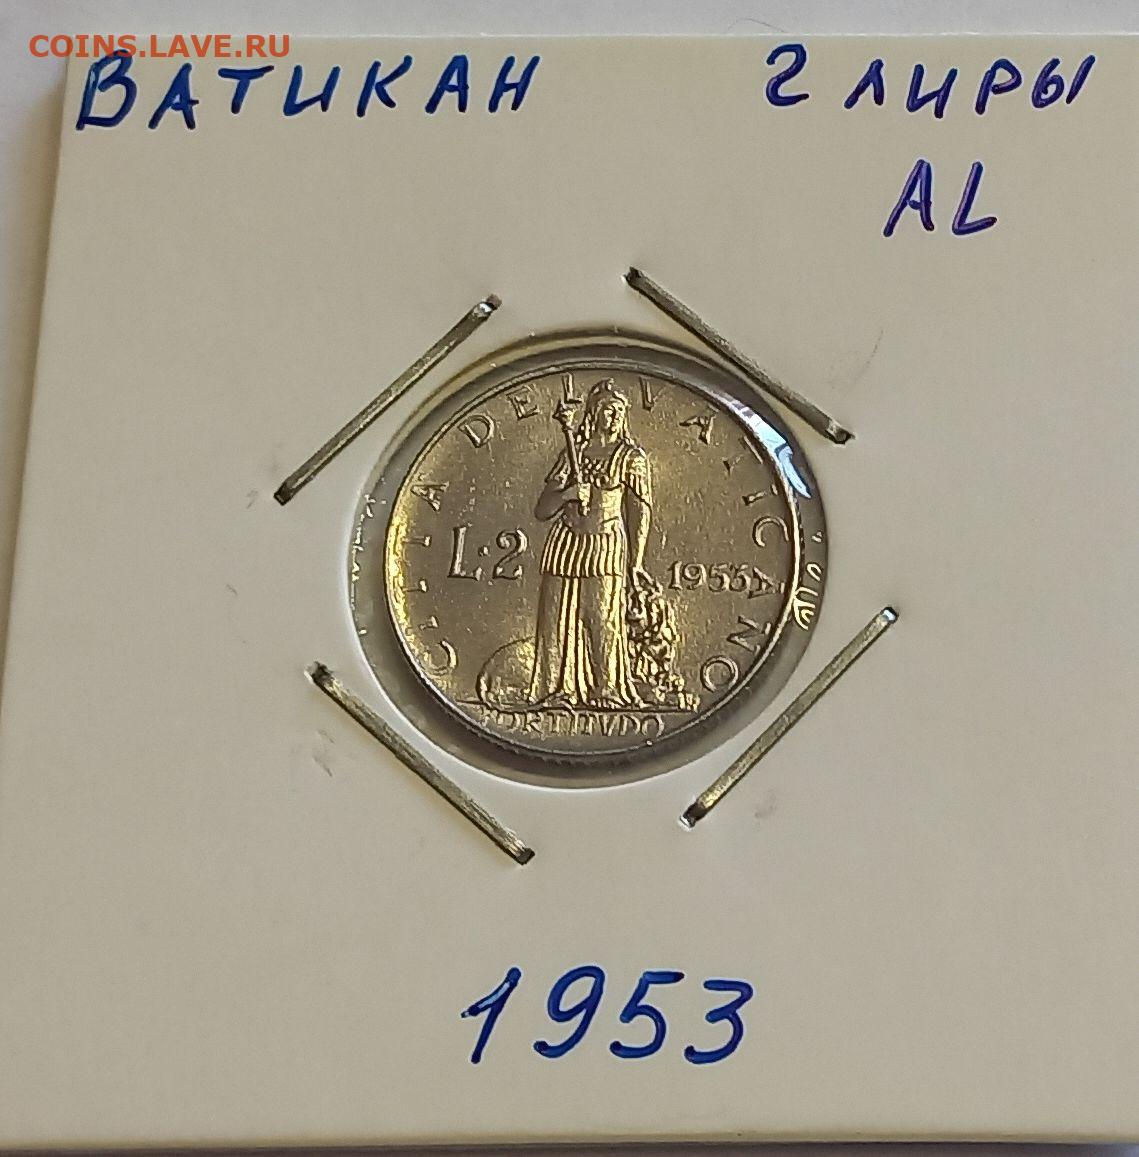 COINS.LAVE.RU
ВАТИКАН 2 ЛИРЫ
AL
CITTA DEL VATICANO
L·2 1953
FORTITVDO
1953